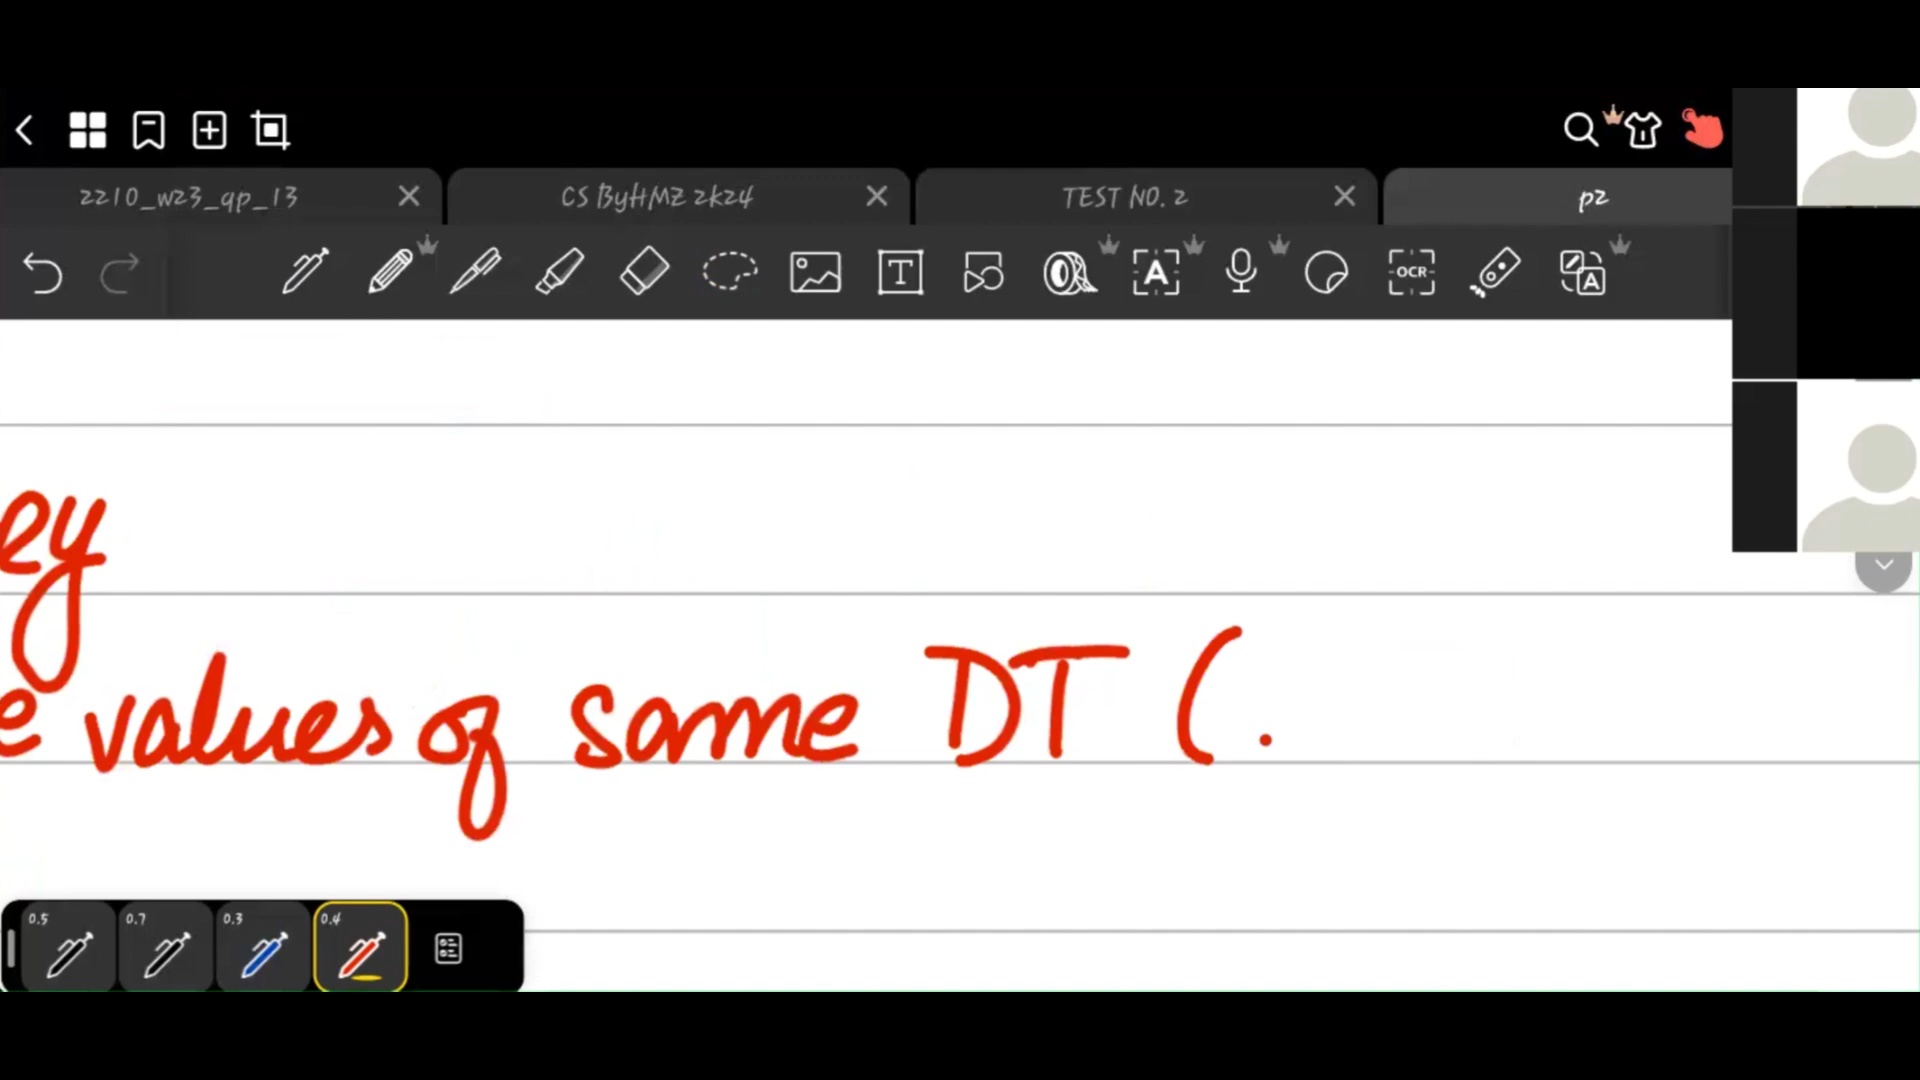 2210_w23_qp_13
CS ByHMZ 2k24
TEST NO. 2
p2
T
A
OCR
A
ey
e values of same DT (.
0.5
0.7
0.3
0.4